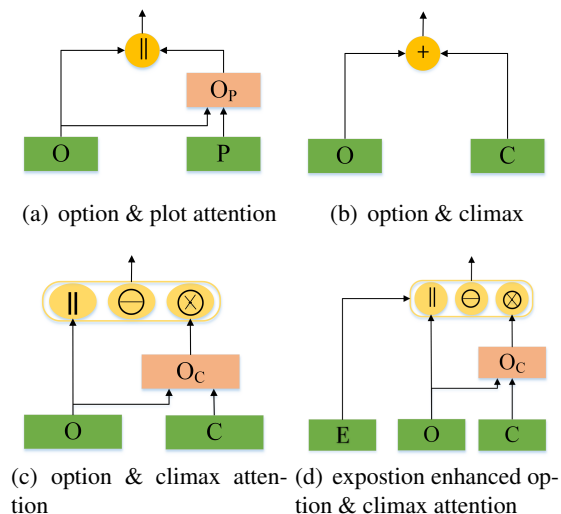 ||
O_P
O
P
(a) option & plot attention
+
O
C
(b) option & climax
|| ⊖ ⊗
O_C
O
C
(c) option & climax atten-
tion
|| ⊖ ⊗
O_C
E
O
C
(d) expostion enhanced op-
tion & climax attention